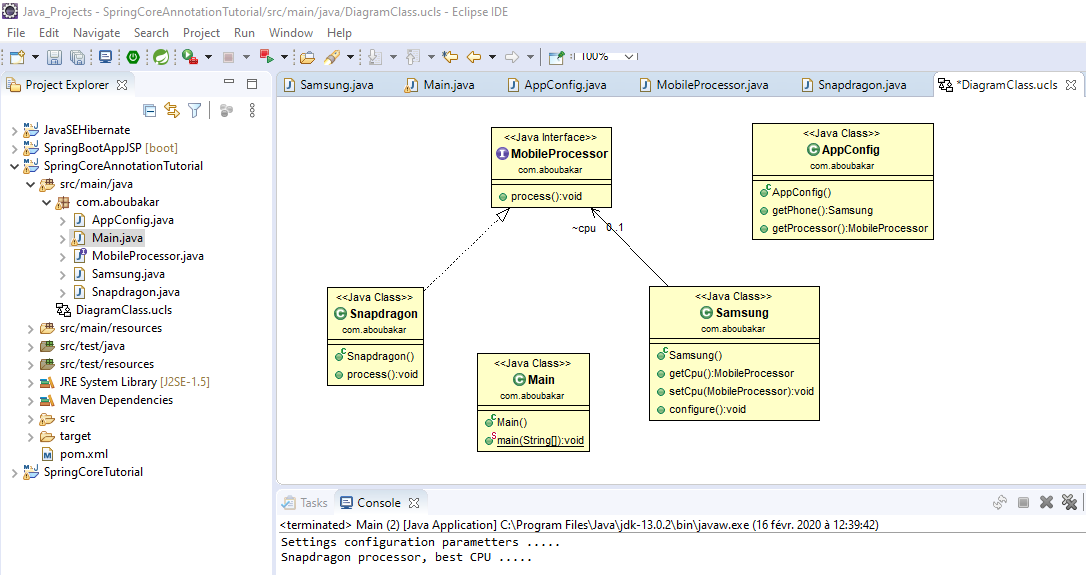 Java_Projects - SpringCoreAnnotationTutorial/src/main/java/DiagramClass.ucls - Eclipse IDE
File Edit Navigate Search Project Run Window Help
100%
Project Explorer
JavaSEHibernate
SpringBootAppJSP [boot]
SpringCoreAnnotationTutorial
src/main/java
com.aboubakar
AppConfig.java
Main.java
MobileProcessor.java
Samsung.java
Snapdragon.java
DiagramClass.ucls
src/main/resources
src/test/java
src/test/resources
JRE System Library [J2SE-1.5]
Maven Dependencies
src
target
pom.xml
SpringCoreTutorial
Samsung.java Main.java AppConfig.java MobileProcessor.java Snapdragon.java *DiagramClass.ucls
<<Java Interface>>
MobileProcessor
com.aboubakar
process():void
<<Java Class>>
AppConfig
com.aboubakar
AppConfig()
getPhone():Samsung
getProcessor():MobileProcessor
~cpu 0..1
<<Java Class>>
Snapdragon
com.aboubakar
Snapdragon()
process():void
<<Java Class>>
Main
com.aboubakar
Main()
main(String[]):void
<<Java Class>>
Samsung
com.aboubakar
Samsung()
getCpu():MobileProcessor
setCpu(MobileProcessor):void
configure():void
Tasks Console
<terminated> Main (2) [Java Application] C:\Program Files\Java\jdk-13.0.2\bin\javaw.exe (16 févr. 2020 à 12:39:42)
Settings configuration parametters .....
Snapdragon processor, best CPU .....